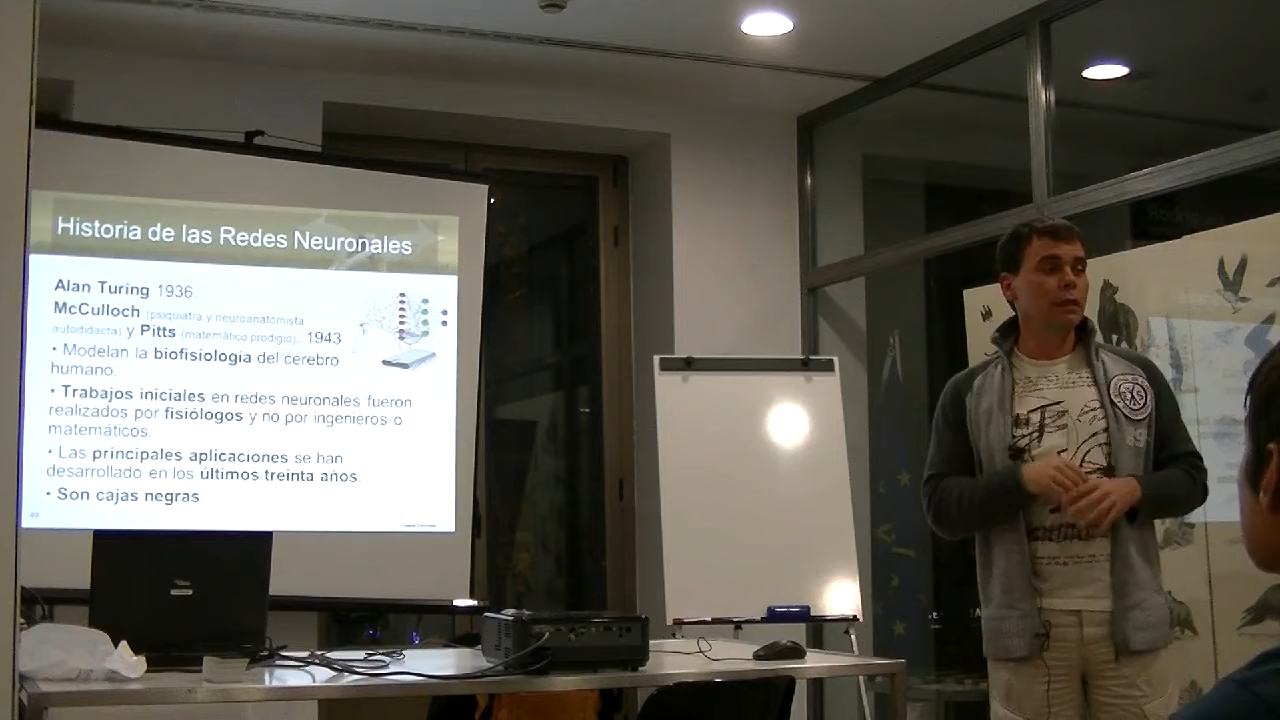 Historia de las Redes Neuronales
Alan Turing 1936.
McCulloch (psiquiatra y neuroanatomista
autodidacta) y Pitts (matemático prodigio). 1943
• Modelan la biofisiología del cerebro
humano.
• Trabajos iniciales en redes neuronales fueron
realizados por fisiólogos y no por ingenieros o
matemáticos.
• Las principales aplicaciones se han
desarrollado en los últimos treinta años.
• Son cajas negras